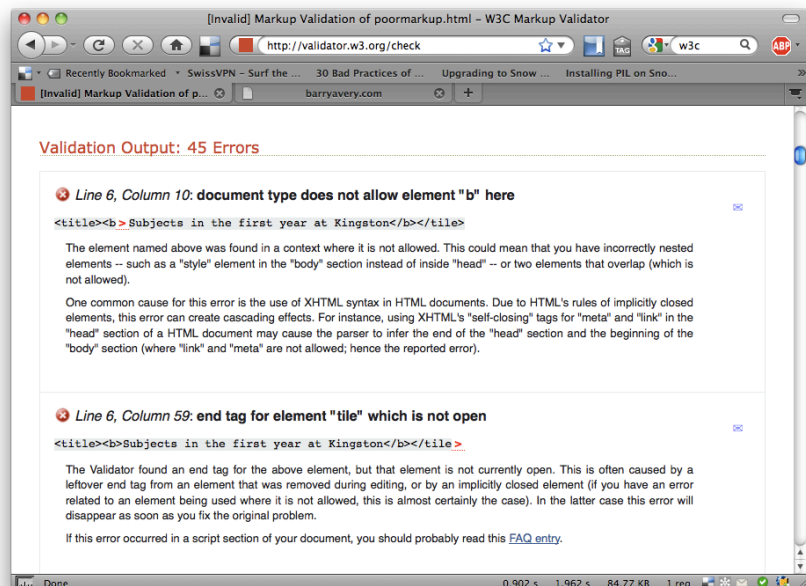 [Invalid] Markup Validation of poormarkup.html – W3C Markup Validator
http://validator.w3.org/check
TAG
w3c
ABP
Recently Bookmarked
SwissVPN – Surf the ...
30 Bad Practices of ...
Upgrading to Snow ...
Installing PIL on Sno...
»
[Invalid] Markup Validation of p...
barryavery.com
+
Validation Output: 45 Errors
Line 6, Column 10: document type does not allow element "b" here
<title><b>Subjects in the first year at Kingston</b></tile>
The element named above was found in a context where it is not allowed. This could mean that you have incorrectly nested
elements -- such as a "style" element in the "body" section instead of inside "head" -- or two elements that overlap (which is
not allowed).
One common cause for this error is the use of XHTML syntax in HTML documents. Due to HTML's rules of implicitly closed
elements, this error can create cascading effects. For instance, using XHTML's "self-closing" tags for "meta" and "link" in the
"head" section of a HTML document may cause the parser to infer the end of the "head" section and the beginning of the
"body" section (where "link" and "meta" are not allowed; hence the reported error).
Line 6, Column 59: end tag for element "tile" which is not open
<title><b>Subjects in the first year at Kingston</b></tile>
The Validator found an end tag for the above element, but that element is not currently open. This is often caused by a
leftover end tag from an element that was removed during editing, or by an implicitly closed element (if you have an error
related to an element being used where it is not allowed, this is almost certainly the case). In the latter case this error will
disappear as soon as you fix the original problem.
If this error occurred in a script section of your document, you should probably read this FAQ entry.
Done
0.902 s
1.962 s
84.77 KB
1 req